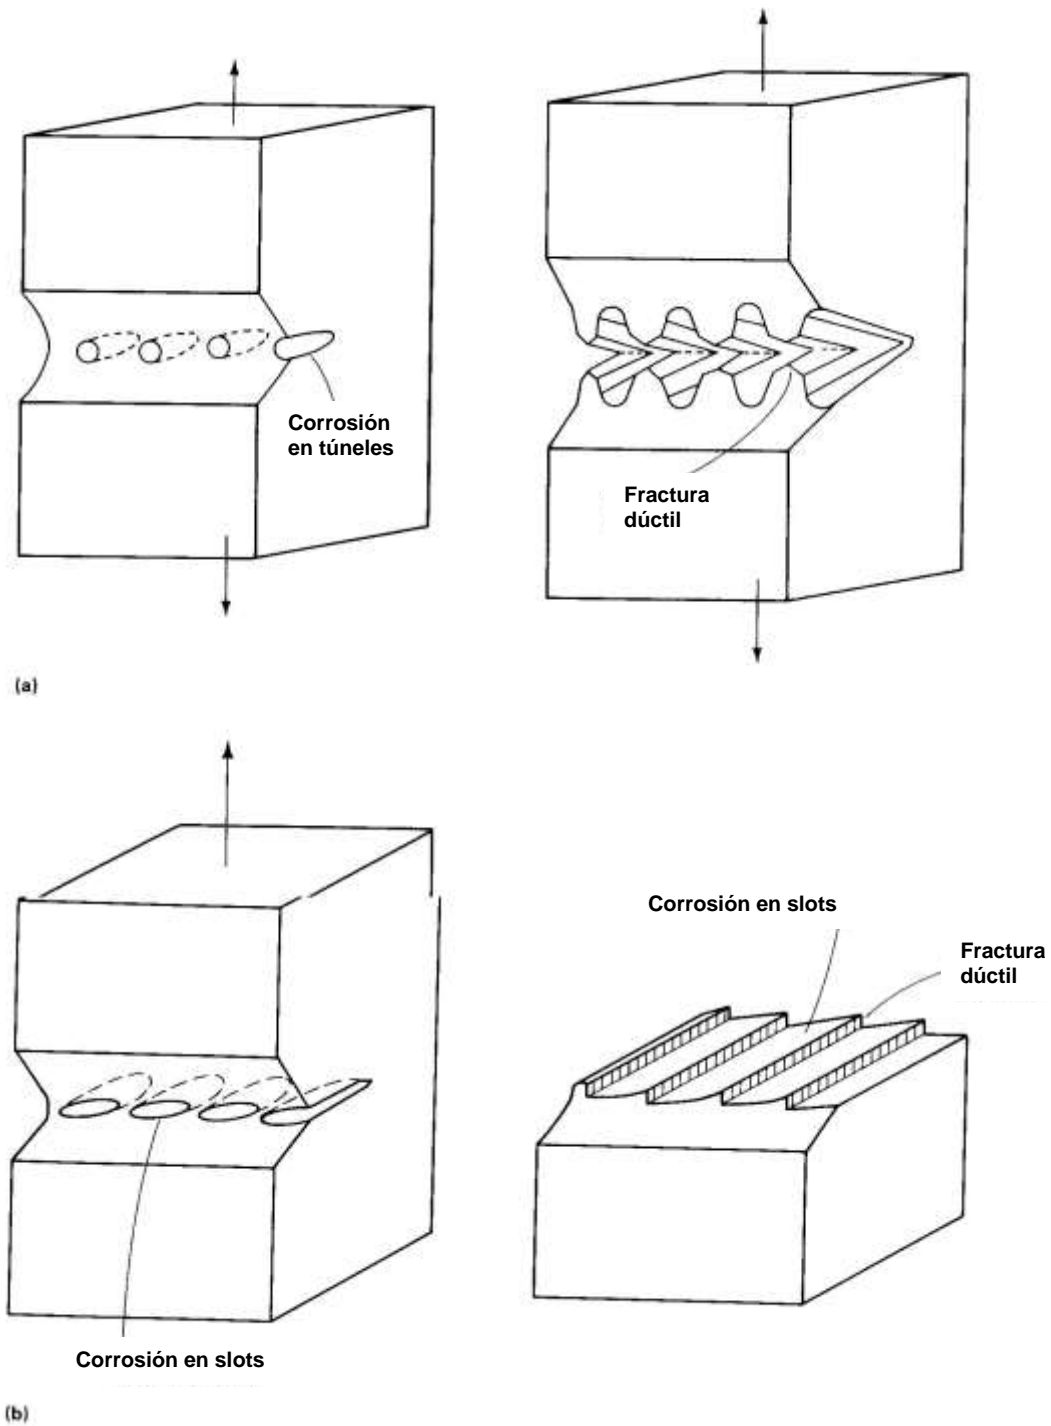 Corrosión
en túneles
Fractura
dúctil
(a)
Corrosión en slots
Fractura
dúctil
Corrosión en slots
(b)